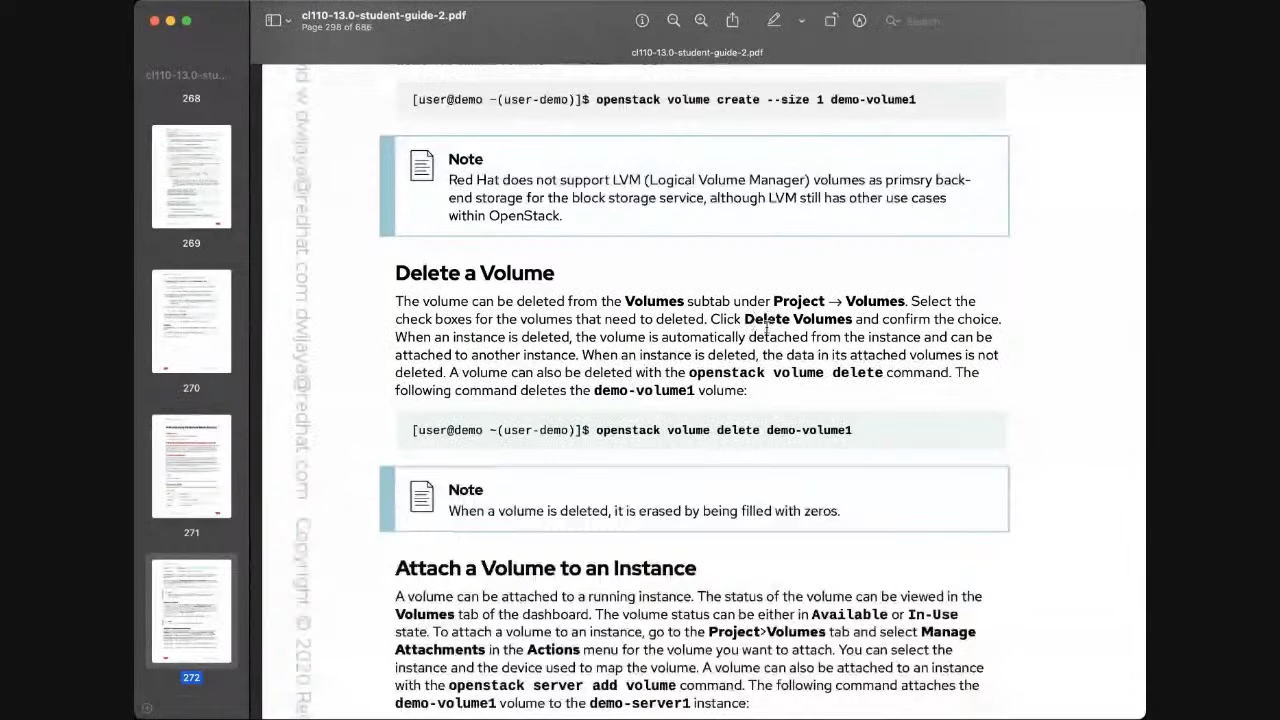 cl110-13.0-student-guide-2.pdf
Page 298 of 686
Search
cl110-13.0-student-guide-2.pdf
cl110-13.0-stu...
268
269
270
271
272
[user@demo ~(user-demo)]$ openstack volume create --size 1 demo-volume1
Note
Red Hat does not support LVM (Logical Volume Manager) volumes as primary back-
end storage for the block storage service, although LVM still has other use cases
within OpenStack.
Delete a Volume
The volume can be deleted from the Volumes subtab under Project → Volumes. Select the
check boxes for the volumes to be deleted. Click Delete Volumes and confirm the choice.
When an instance is deleted, the volume is automatically detached from the instance and can be
attached to another instance. When an instance is deleted, the data in the attached volumes is not
deleted. A volume can also be deleted with the openstack volume delete command. The
following command deletes the demo-volume1 volume.
[user@demo ~(user-demo)]$ openstack volume delete demo-volume1
Note
When a volume is deleted it is erased by being filled with zeros.
Attach a Volume to an Instance
A volume can be attached to only one instance. The status of the volume can be viewed in the
Volumes tab of the dashboard. The volume can be in either Available or In-Use
status. To attach a volume to an instance, select Project Volumes and choose Manage
Attachments in the Actions menu for the volume you want to attach. You can select the
instance and the device name for the volume. A volume can also be attached to an instance
with the openstack server add volume command. The following command attaches the
demo-volume1 volume to the demo-server1 instance.